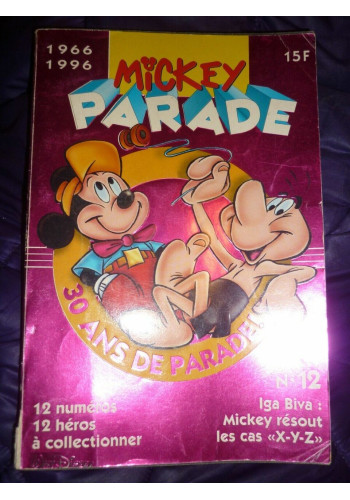 1966
1996
15F
MiCKEY
PARADE
30 ANS DE PARADE
N° 12
12 numéros
12 héros
à collectionner
Iga Biva :
Mickey résout
les cas «X-Y-Z»